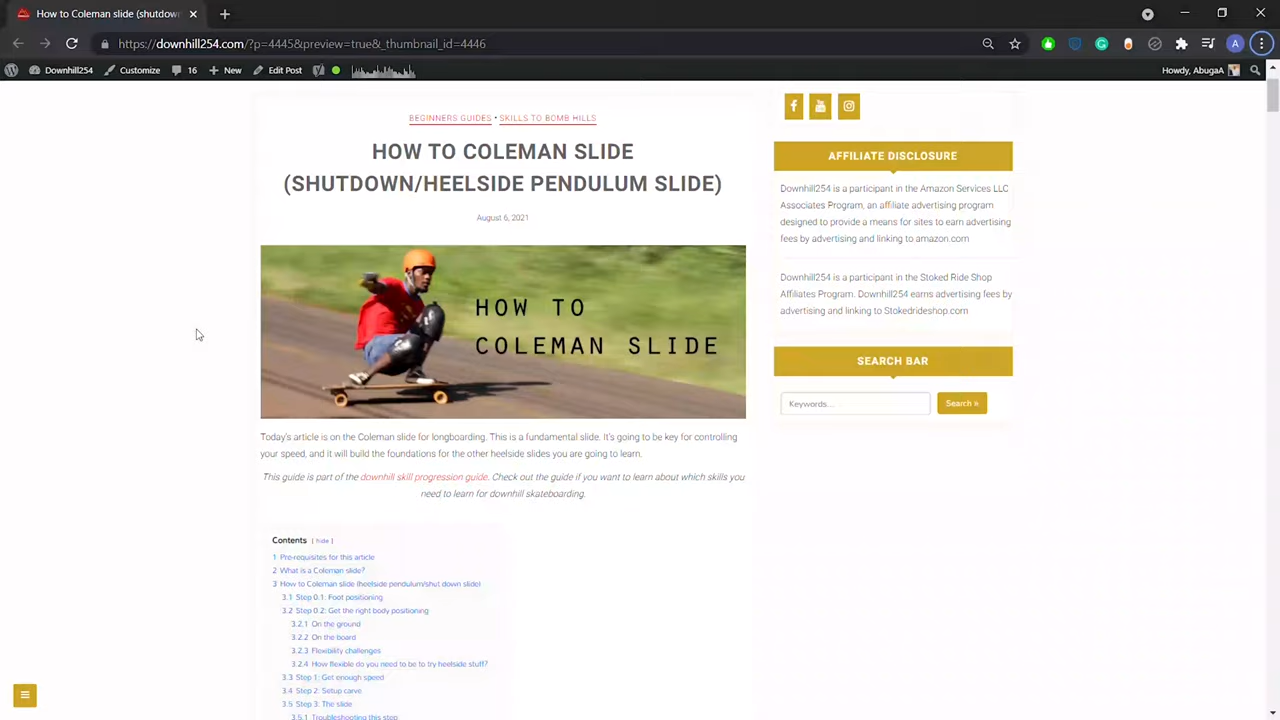 How to Coleman Slide (shutdown
https://downhill254.com/?p=4445&preview=true&_thumbnail_id=4446
A
Downhill254
Customize
16
New
Edit Post
Howdy, AbugaA
BEGINNERS GUIDES • SKILLS TO BOMB HILLS
HOW TO COLEMAN SLIDE
(SHUTDOWN/HEELSIDE PENDULUM SLIDE)
August 6, 2021
HOW TO
COLEMAN SLIDE
Today's article is on the Coleman slide for longboarding. This is a fundamental slide. It's going to be key for controlling
your speed, and it will build the foundations for the other heelside slides you are going to learn.
This guide is part of the downhill skill progression guide. Check out the guide if you want to learn about which skills you
need to learn for downhill skateboarding.
Contents [ hide ]
1 Pre-requisites for this article
2 What is a Coleman slide?
3 How to Coleman slide (heelside pendulum/shut down slide)
3.1 Step 0.1: Foot positioning
3.2 Step 0.2: Get the right body positioning
3.2.1 On the ground
3.2.2 On the board
3.2.3 Flexibility challenges
3.2.4 How flexible do you need to be to try heelside stuff?
3.3 Step 1: Get enough speed
3.4 Step 2: Setup carve
3.5 Step 3: The slide
3.5.1 Troubleshooting this step
AFFILIATE DISCLOSURE
Downhill254 is a participant in the Amazon Services LLC
Associates Program, an affiliate advertising program
designed to provide a means for sites to earn advertising
fees by advertising and linking to amazon.com
Downhill254 is a participant in the Stoked Ride Shop
Affiliates Program. Downhill254 earns advertising fees by
advertising and linking to Stokedrideshop.com
SEARCH BAR
Keywords...
Search »